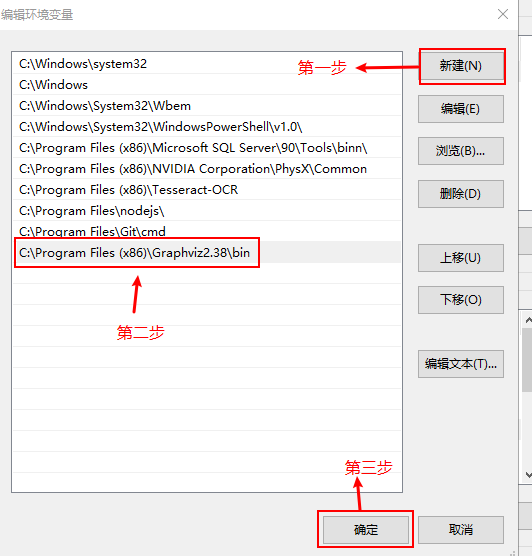 编辑环境变量
C:\Windows\system32
第一步
新建(N)
C:\Windows
C:\Windows\System32\Wbem
编辑(E)
C:\Windows\System32\WindowsPowerShell\v1.0\
C:\Program Files (x86)\Microsoft SQL Server\90\Tools\binn\
浏览(B)...
C:\Program Files (x86)\NVIDIA Corporation\PhysX\Common
C:\Program Files (x86)\Tesseract-OCR
删除(D)
C:\Program Files\nodejs\
C:\Program Files\Git\cmd
C:\Program Files (x86)\Graphviz2.38\bin
上移(U)
下移(O)
第二步
编辑文本(T)...
第三步
确定
取消